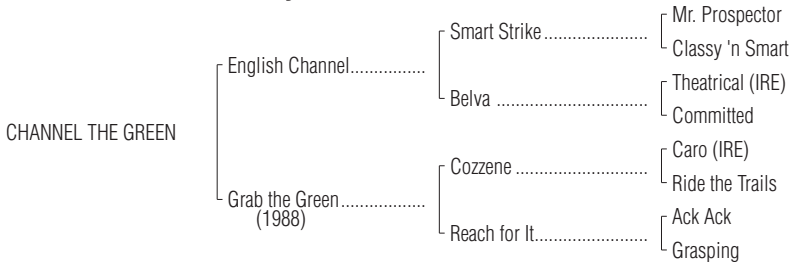 Mr. Prospector
Smart Strike......................
Classy 'n Smart
English Channel................
Theatrical (IRE)
Belva ................................
Committed
CHANNEL THE GREEN
Caro (IRE)
Cozzene ............................
Ride the Trails
Grab the Green..................
(1988)
Ack Ack
Reach for It........................
Grasping